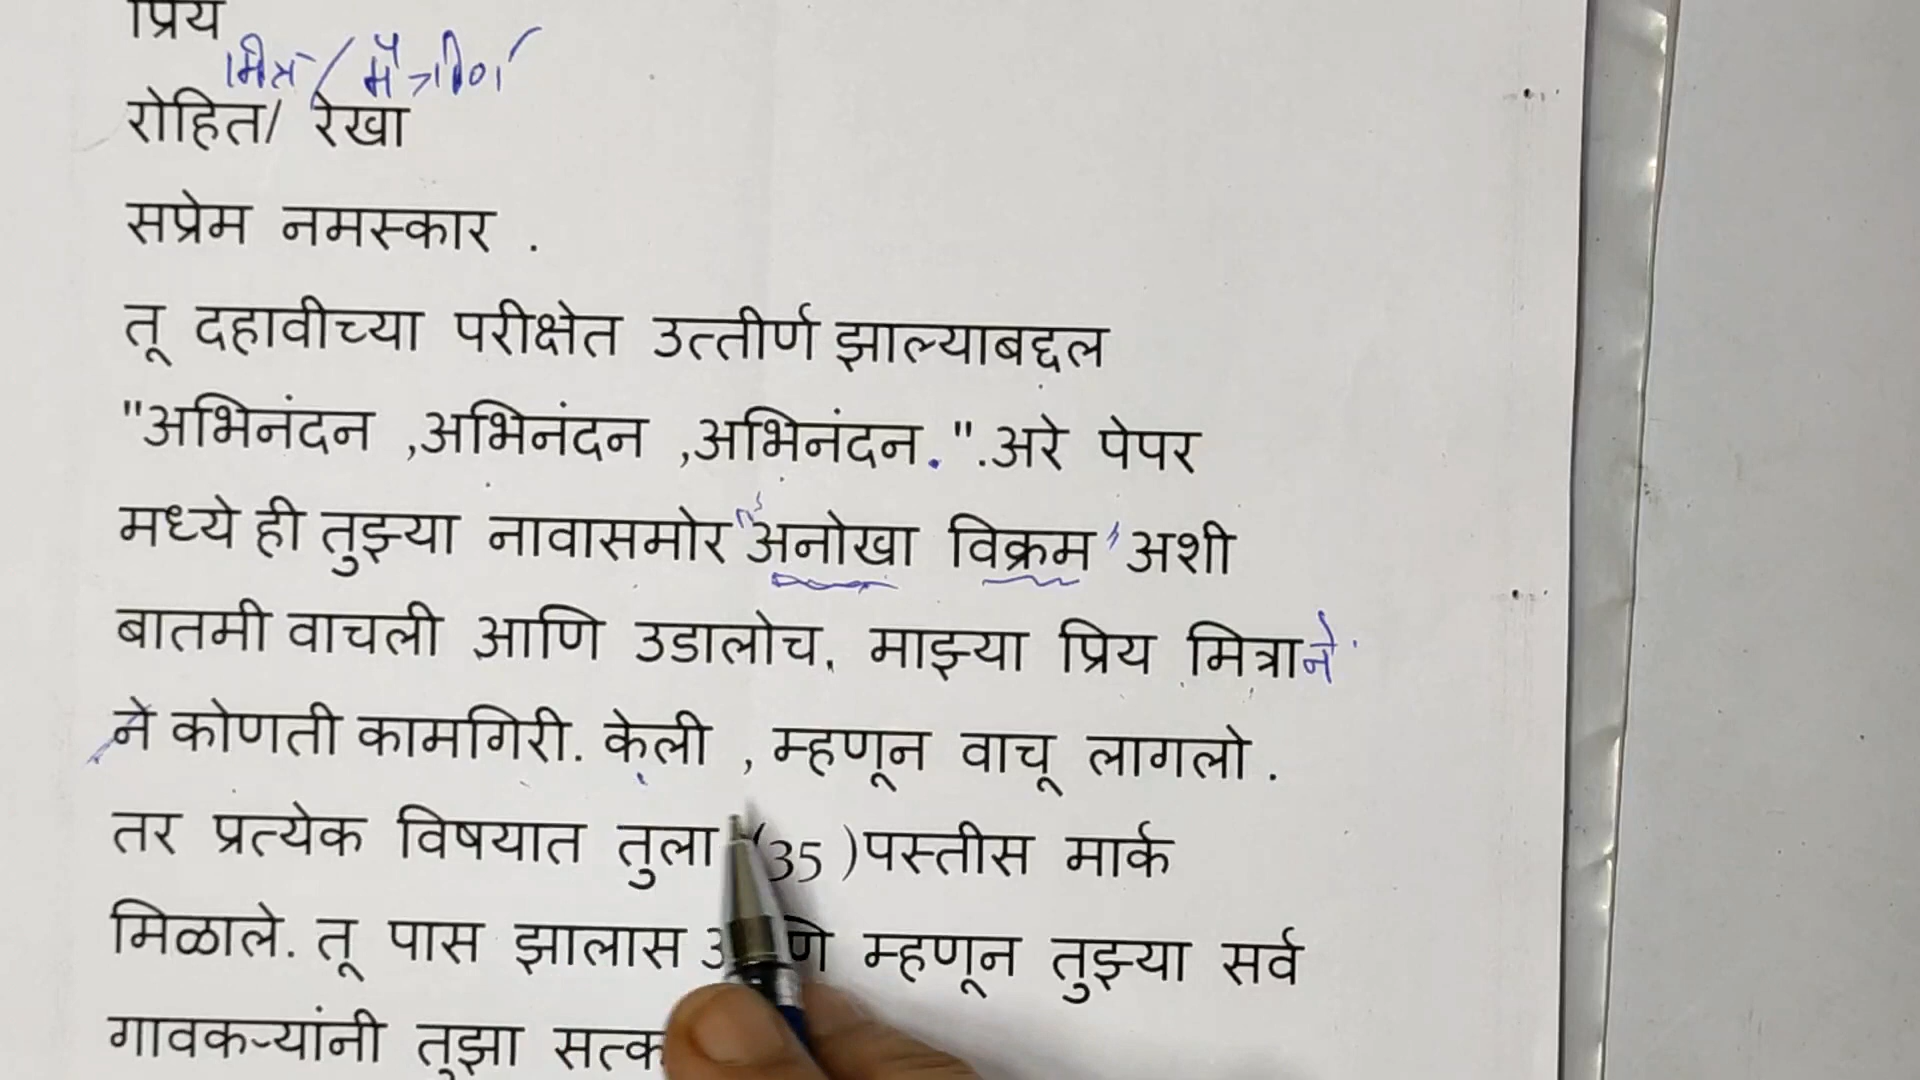 प्रिय
मित्र / मैत्रीण
रोहित/ रेखा
सप्रेम नमस्कार .
तू दहावीच्या परीक्षेत उत्तीर्ण झाल्याबद्दल
"अभिनंदन ,अभिनंदन ,अभिनंदन. ".अरे पेपर
मध्ये ही तुझ्या नावासमोर "अनोखा विक्रम " अशी
बातमी वाचली आणि उडालोच. माझ्या प्रिय मित्राने
ने कोणती कामगिरी. केली , म्हणून वाचू लागलो .
तर प्रत्येक विषयात तुला (35 )पस्तीस मार्क
मिळाले. तू पास झालास म्हणून तुझ्या सर्व
गावकऱ्यांनी तुझा